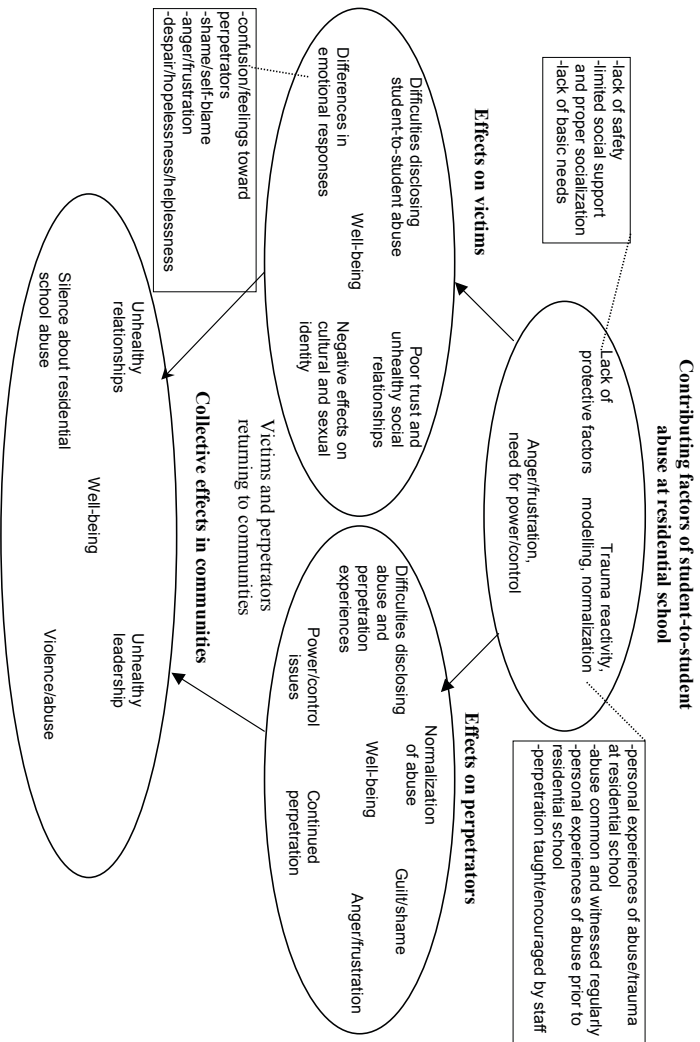 Contributing factors of student-to-student
abuse at residential school
-lack of safety
-limited social support
and proper socialization
-lack of basic needs
Lack of
protective factors
Trauma reactivity,
modelling, normalization
Anger/frustration,
need for power/control
-personal experiences of abuse/trauma
at residential school
-abuse common and witnessed regularly
-personal experiences of abuse prior to
residential school
-perpetration taught/encouraged by staff
Effects on victims
Difficulties disclosing
student-to-student abuse
Poor trust and
unhealthy social
relationships
Well-being
Differences in
emotional responses
Negative effects on
cultural and sexual
identity
-confusion/feelings toward
perpetrators
-shame/self-blame
-anger/frustration
-despair/hopelessness/helplessness
Effects on perpetrators
Difficulties disclosing
abuse and
perpetration
experiences
Normalization
of abuse
Guilt/shame
Well-being
Power/control
issues
Continued
perpetration
Anger/frustration
Victims and perpetrators
returning to communities
Collective effects in communities
Unhealthy
relationships
Unhealthy
leadership
Well-being
Silence about residential
school abuse
Violence/abuse